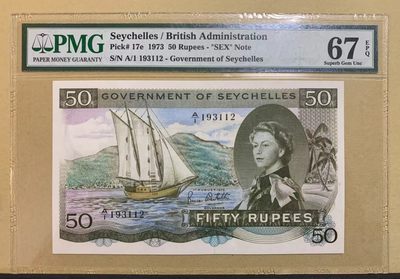 PMG
PAPER MONEY GUARANTY
Seychelles / British Administration
Pick# 17e 1973 50 Rupees - "SEX" Note
S/N A/1 193112 - Government of Seychelles
67 EPQ
Superb Gem Unc
50 GOVERNMENT OF SEYCHELLES 50
A/1 193112
GOVERNOR
50 A/1 193112
FIFTY RUPEES 50